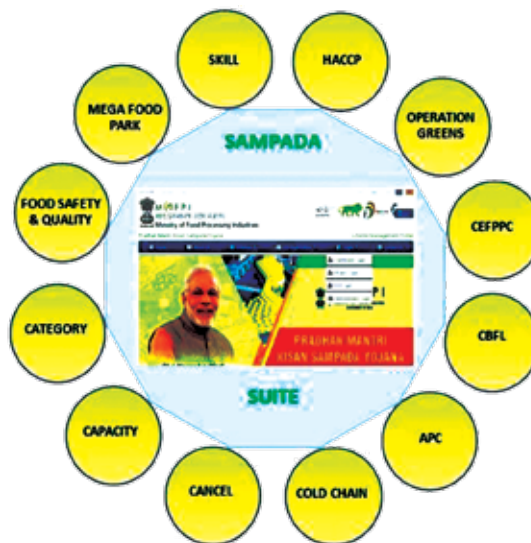 SKILL
HACCP
MEGA FOOD
PARK
OPERATION
GREENS
SAMPADA
FOOD SAFETY
& QUALITY
CEFPPC
Ministry of Food Processing Industries
CATEGORY
CBFL
PRADHAN MANTRI
KISAN SAMPADA YOJANA
SUITE
CAPACITY
APC
CANCEL
COLD CHAIN